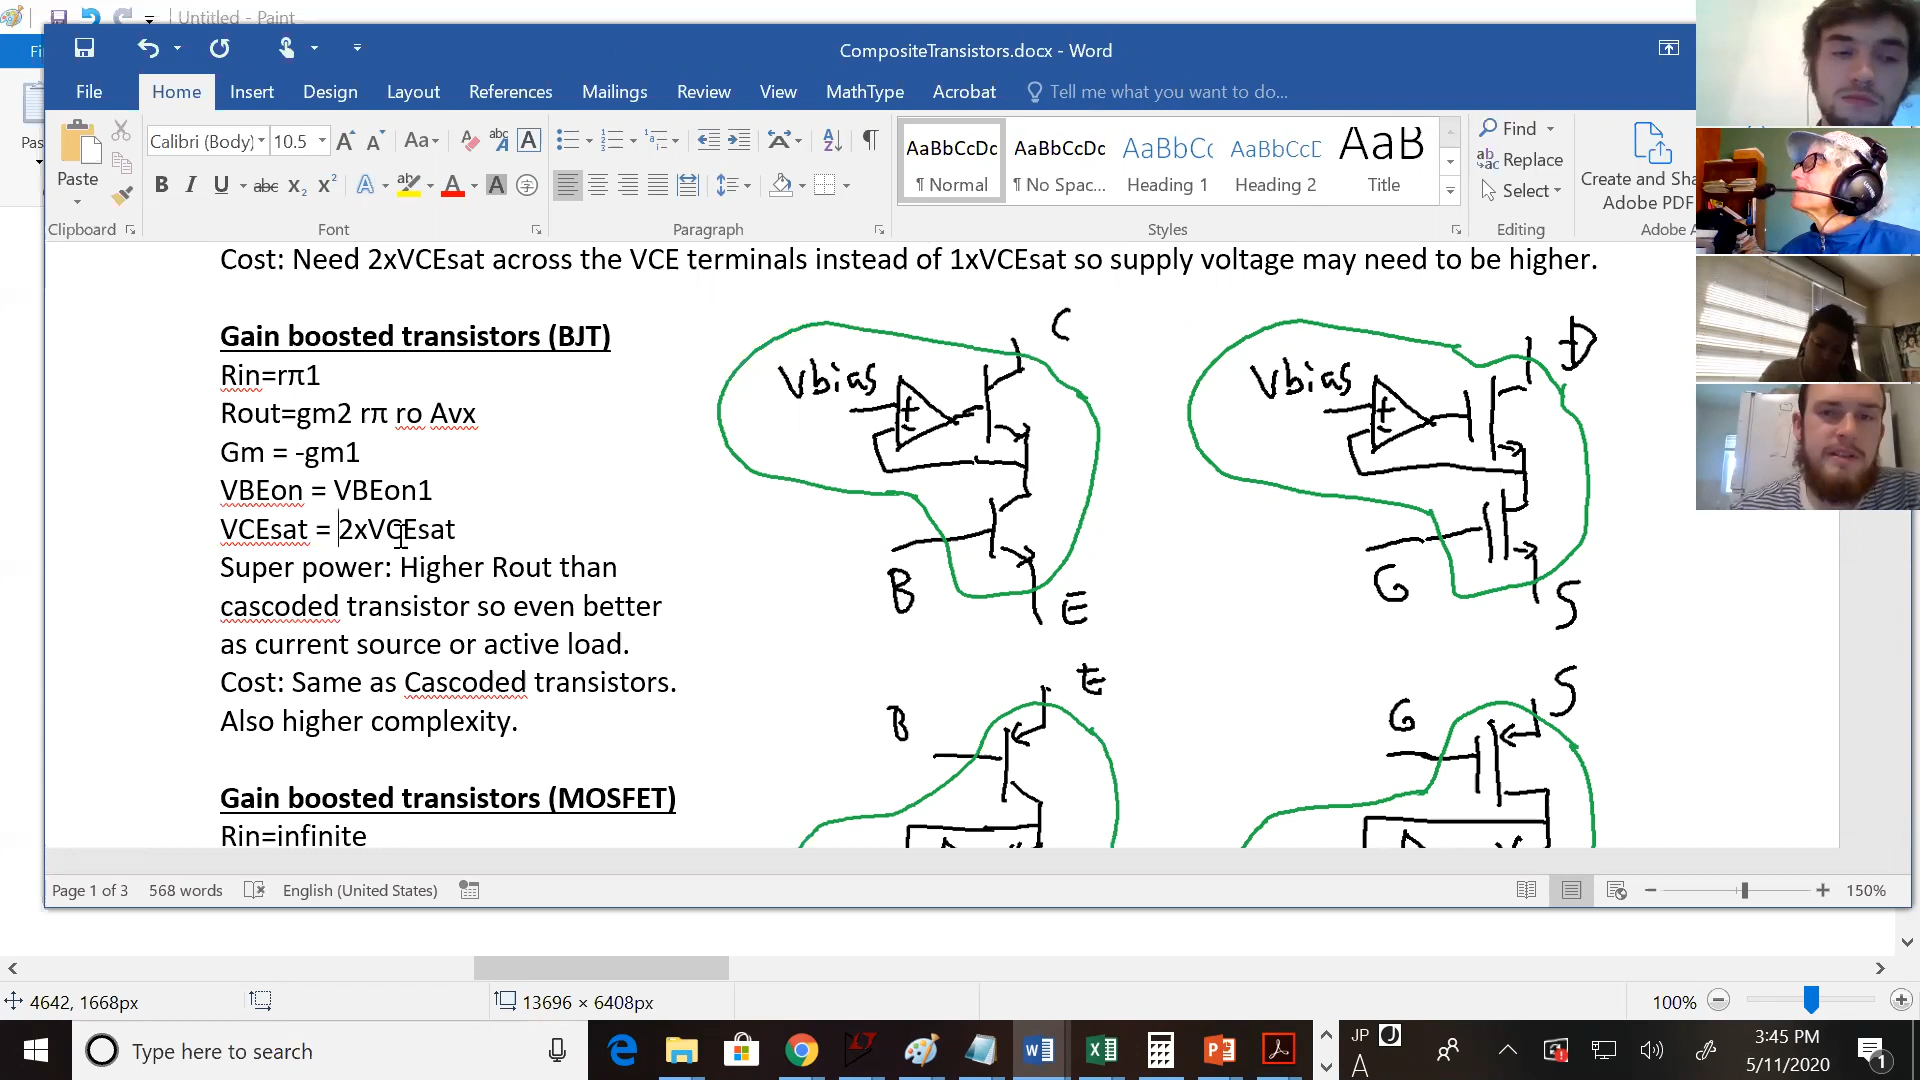 Untitled - Paint
CompositeTransistors.docx - Word
File Home Insert Design Layout References Mailings Review View MathType Acrobat Tell me what you want to do...
Calibri (Body) 10.5
Paste
AaBbCcDc AaBbCcDc AaBbCc AaBbCcD AaB
¶ Normal ¶ No Spac... Heading 1 Heading 2 Title
Find
Replace
Select
Create and Sha
Adobe PDF
Clipboard Font Paragraph Styles Editing Adobe A
Cost: Need 2xVCEsat across the VCE terminals instead of 1xVCEsat so supply voltage may need to be higher.
Gain boosted transistors (BJT)
Rin=rπ1
Rout=gm2 rπ ro Avx
Gm = -gm1
VBEon = VBEon1
VCEsat = 2xVCEsat
Super power: Higher Rout than
cascoded transistor so even better
as current source or active load.
Cost: Same as Cascoded transistors.
Also higher complexity.
Gain boosted transistors (MOSFET)
Rin=infinite
C
Vbias
B
E
D
Vbias
G
S
E
B
S
G
Page 1 of 3 568 words English (United States) 150%
4642, 1668px 13696 × 6408px 100%
Type here to search
JP
A
3:45 PM
5/11/2020
1